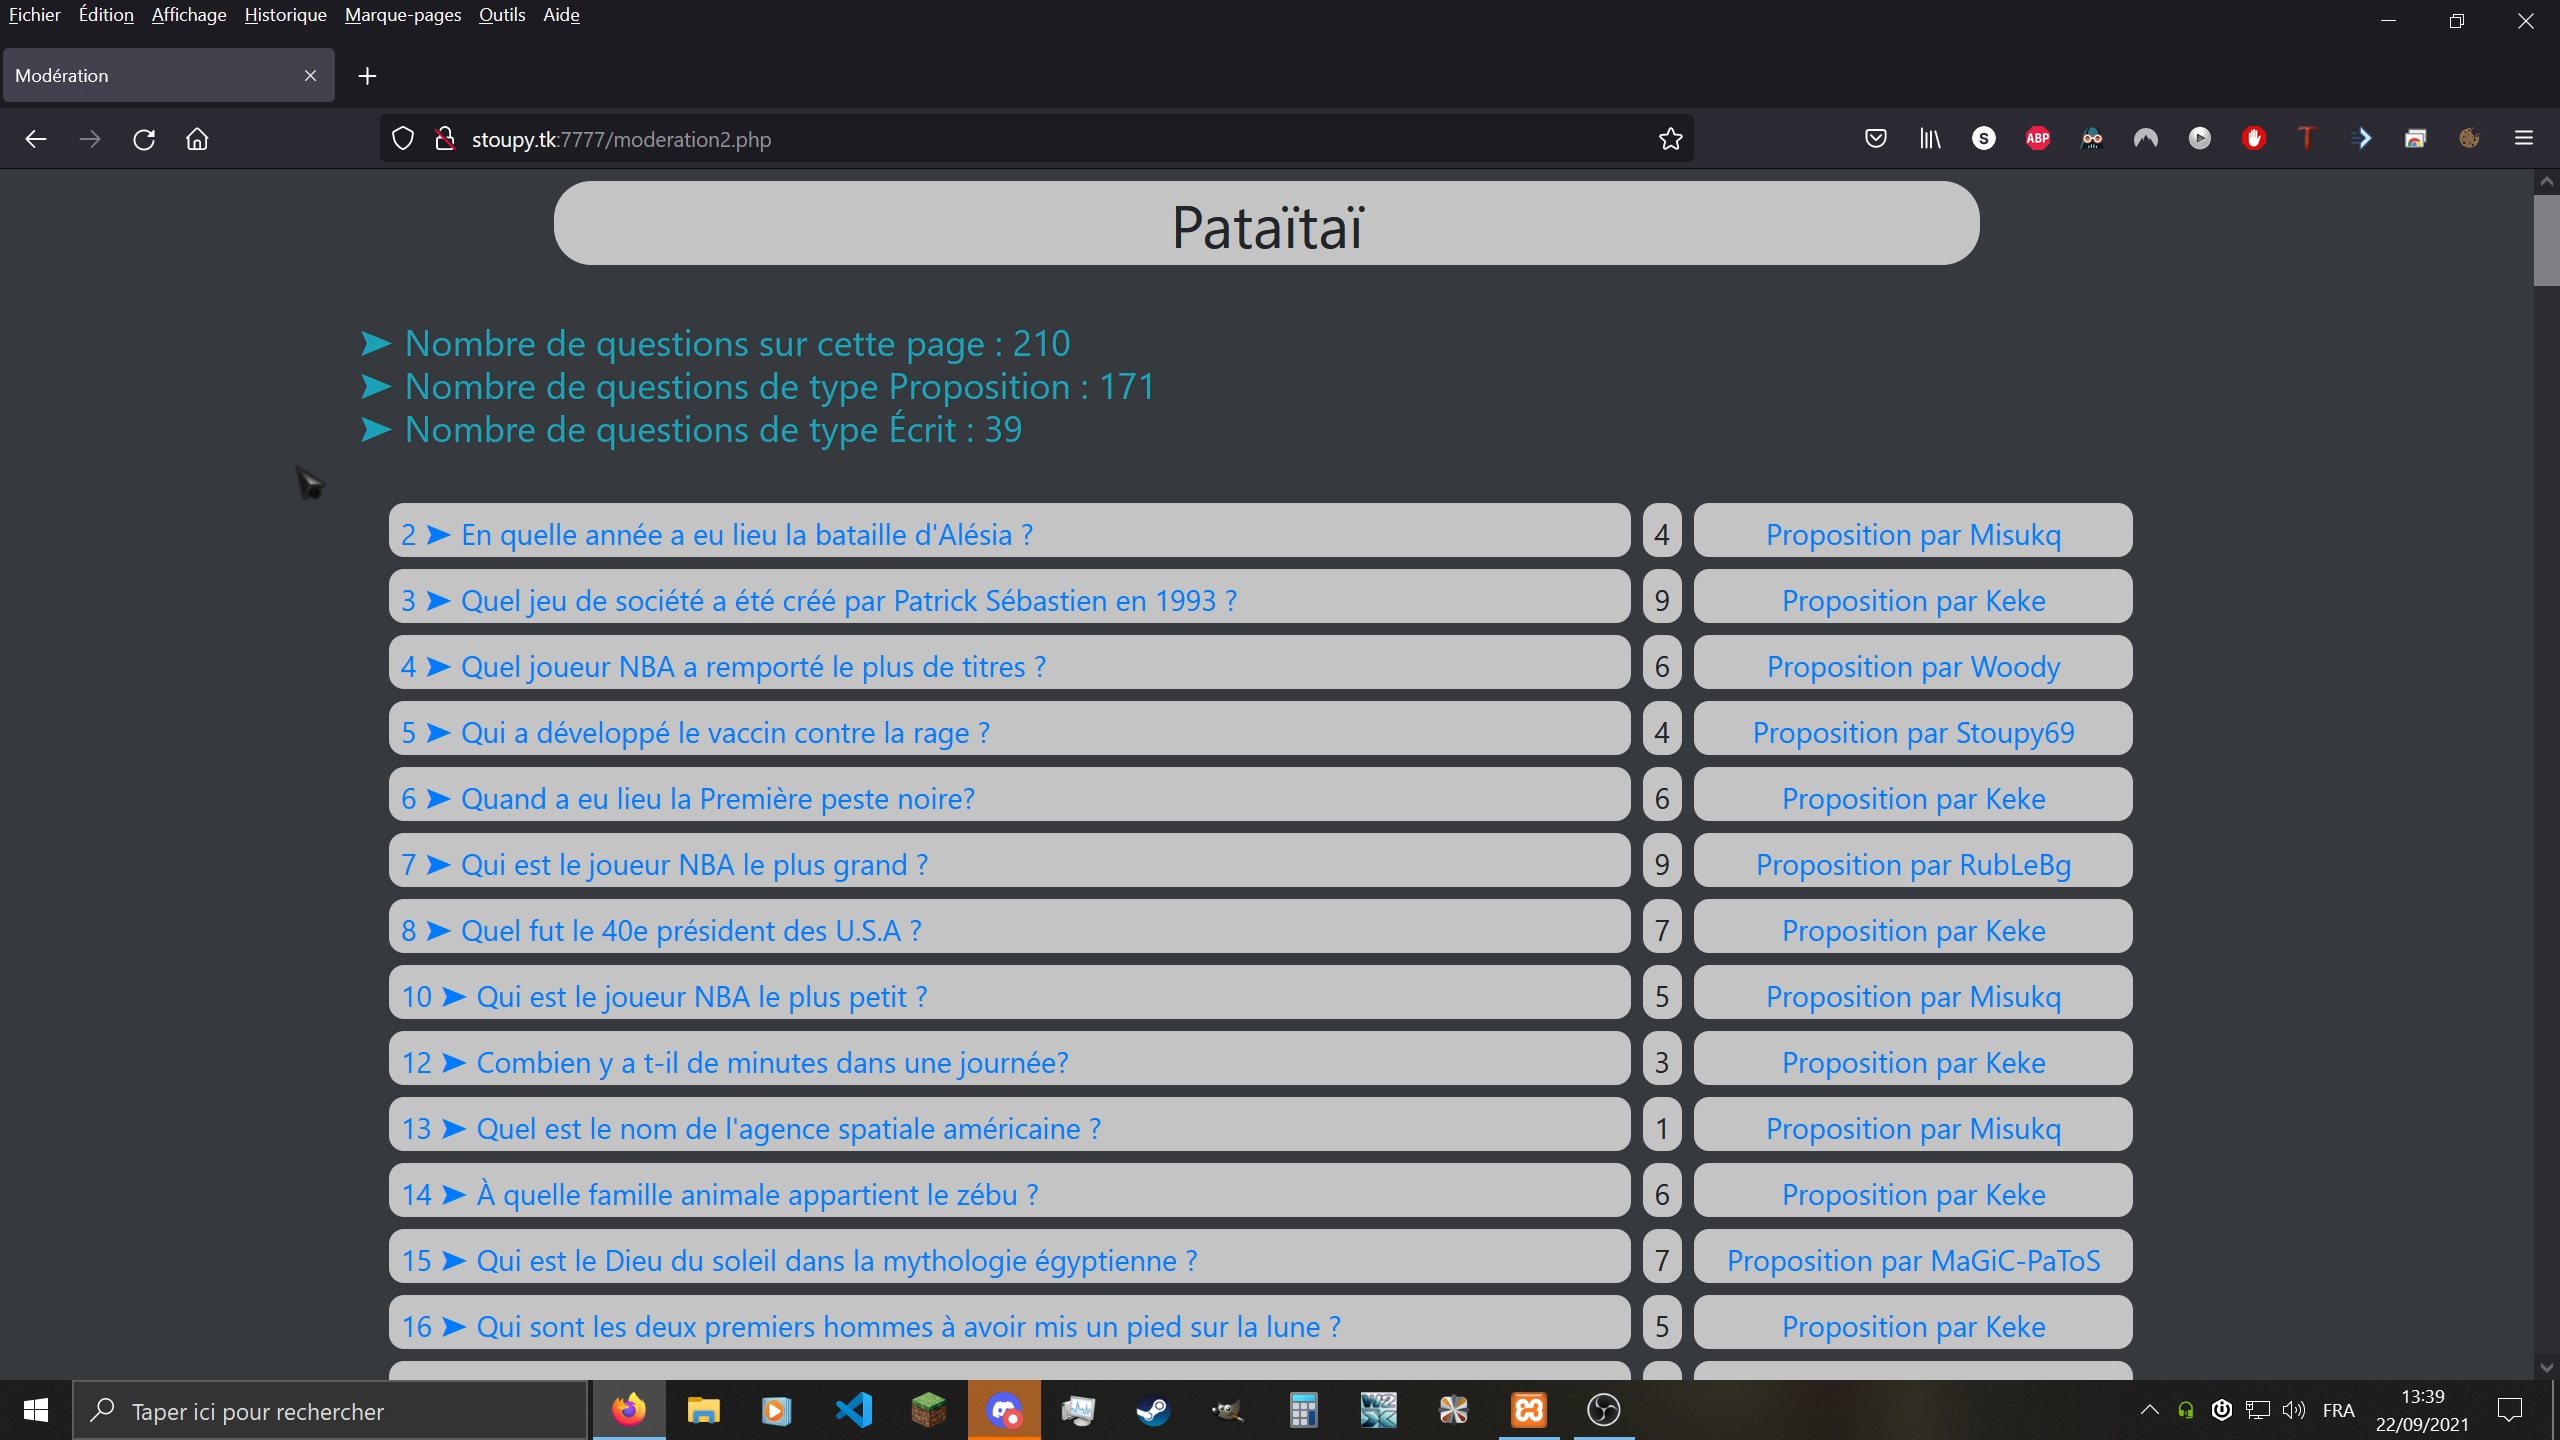 Fichier Édition Affichage Historique Marque-pages Outils Aide
Modération
stoupy.tk:7777/moderation2.php
S
ABP
T
Pataïtaï
➤ Nombre de questions sur cette page : 210
➤ Nombre de questions de type Proposition : 171
➤ Nombre de questions de type Écrit : 39
2 ➤ En quelle année a eu lieu la bataille d'Alésia ? 4 Proposition par Misukq
3 ➤ Quel jeu de société a été créé par Patrick Sébastien en 1993 ? 9 Proposition par Keke
4 ➤ Quel joueur NBA a remporté le plus de titres ? 6 Proposition par Woody
5 ➤ Qui a développé le vaccin contre la rage ? 4 Proposition par Stoupy69
6 ➤ Quand a eu lieu la Première peste noire? 6 Proposition par Keke
7 ➤ Qui est le joueur NBA le plus grand ? 9 Proposition par RubLeBg
8 ➤ Quel fut le 40e président des U.S.A ? 7 Proposition par Keke
10 ➤ Qui est le joueur NBA le plus petit ? 5 Proposition par Misukq
12 ➤ Combien y a t-il de minutes dans une journée? 3 Proposition par Keke
13 ➤ Quel est le nom de l'agence spatiale américaine ? 1 Proposition par Misukq
14 ➤ À quelle famille animale appartient le zébu ? 6 Proposition par Keke
15 ➤ Qui est le Dieu du soleil dans la mythologie égyptienne ? 7 Proposition par MaGiC-PaToS
16 ➤ Qui sont les deux premiers hommes à avoir mis un pied sur la lune ? 5 Proposition par Keke
Taper ici pour rechercher
FRA
13:39
22/09/2021